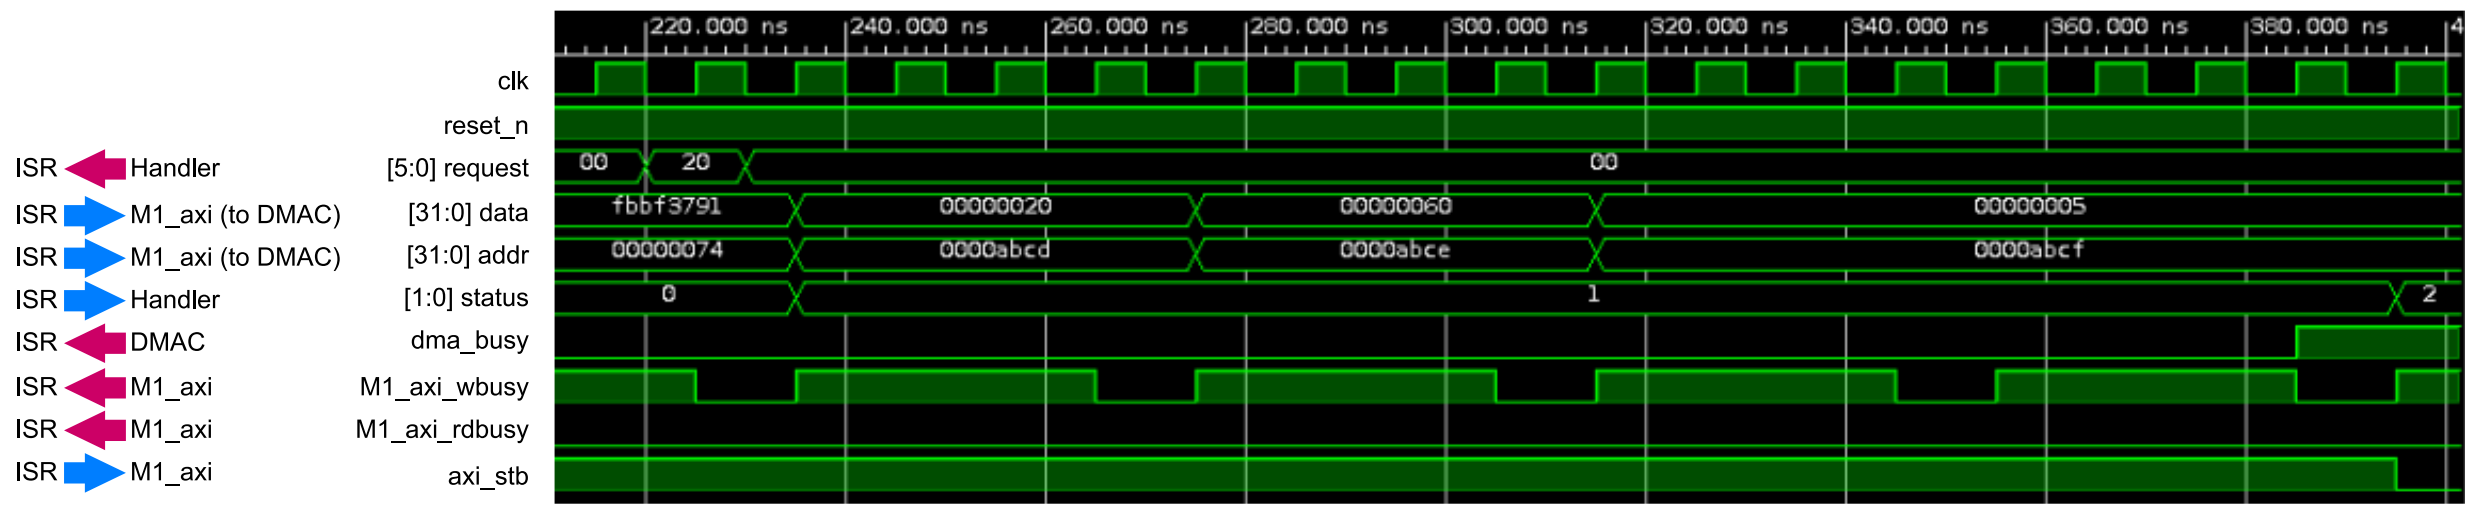 220.000 ns 240.000 ns 260.000 ns 280.000 ns 300.000 ns 320.000 ns 340.000 ns 360.000 ns 380.000 ns 4
clk
reset_n
ISR Handler [5:0] request 00 20 00
ISR M1_axi (to DMAC) [31:0] data fbbf3791 00000020 00000060 00000005
ISR M1_axi (to DMAC) [31:0] addr 00000074 0000abcd 0000abce 0000abcf
ISR Handler [1:0] status 0 1 2
ISR DMAC dma_busy
ISR M1_axi M1_axi_wbusy
ISR M1_axi M1_axi_rdbusy
ISR M1_axi axi_stb